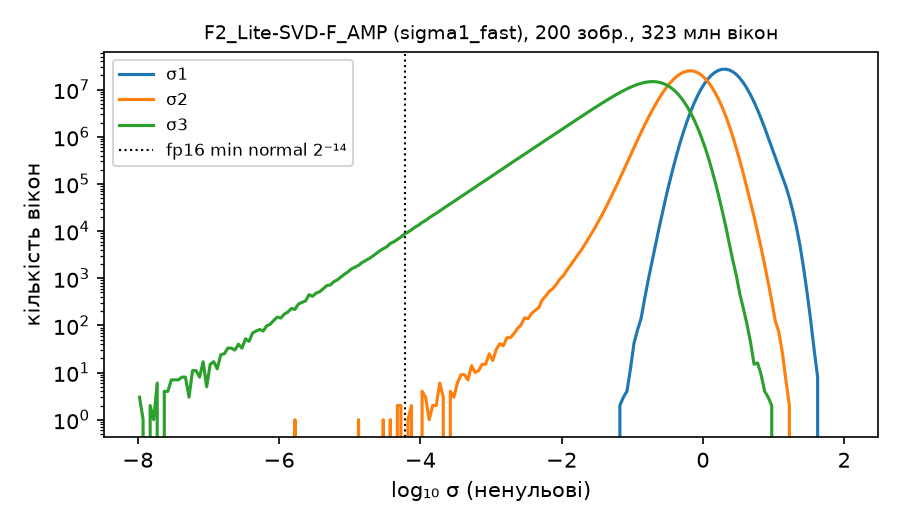 F2_Lite-SVD-F_AMP (sigma1_fast), 200 зобр., 323 млн вікон
σ1
σ2
σ3
fp16 min normal 2⁻¹⁴
кількість вікон
10⁷
10⁶
10⁵
10⁴
10³
10²
10¹
10⁰
−8 −6 −4 −2 0 2
log₁₀ σ (ненульові)